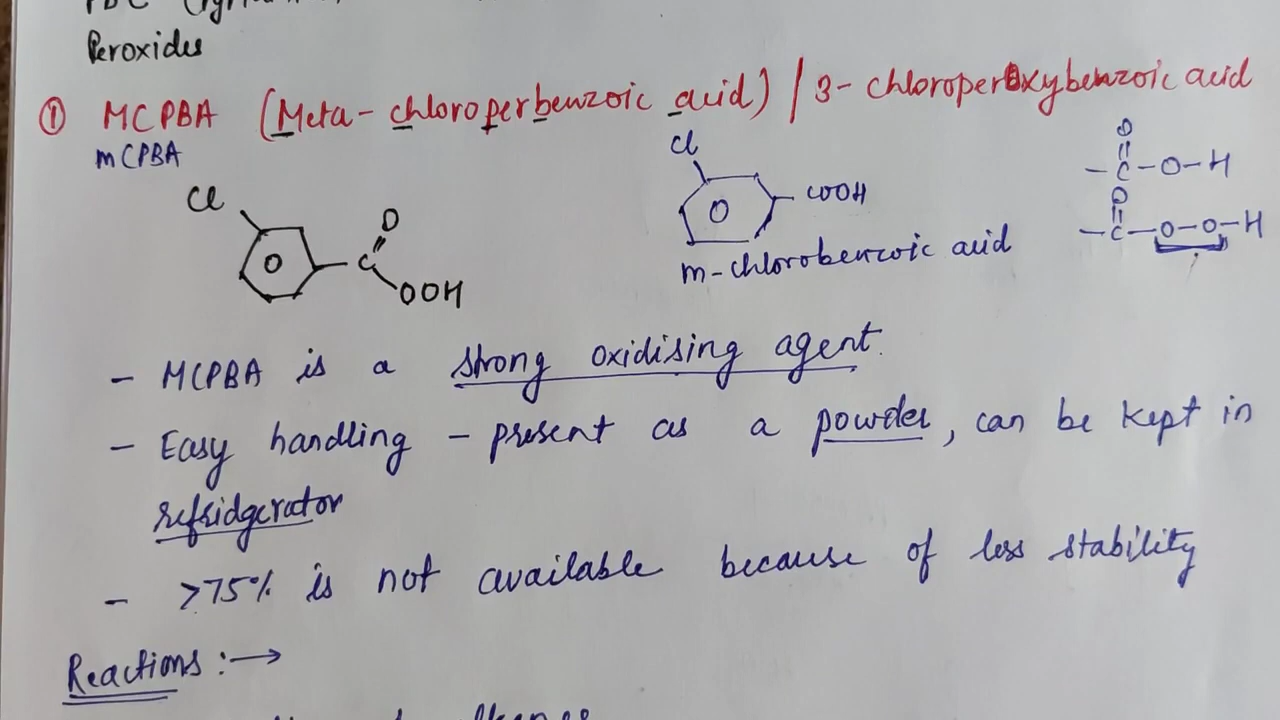 Peroxides
① MCPBA (Meta-chloroperbenzoic acid) / 3-chloroperoxybenzoic acid
mCPBA
Cl
O
C
OOH
Cl
COOH
m-chlorobenzoic acid
O
-C-O-H
O
-C-O-O-H
- MCPBA is a strong oxidising agent.
- Easy handling - present as a powder, can be kept in
refridgerator
- >75% is not available because of less stability
Reactions :→